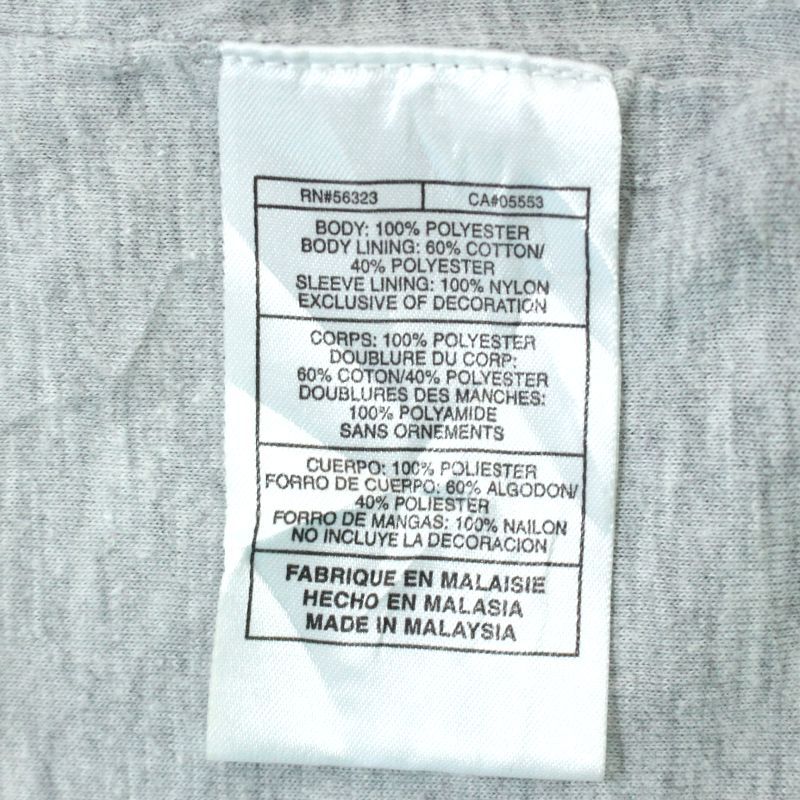 RN#56323 CA#05553
BODY: 100% POLYESTER
BODY LINING: 60% COTTON/
40% POLYESTER
SLEEVE LINING: 100% NYLON
EXCLUSIVE OF DECORATION
CORPS: 100% POLYESTER
DOUBLURE DU CORP:
60% COTON/40% POLYESTER
DOUBLURES DES MANCHES:
100% POLYAMIDE
SANS ORNEMENTS
CUERPO: 100% POLIESTER
FORRO DE CUERPO: 60% ALGODON/
40% POLIESTER
FORRO DE MANGAS: 100% NAILON
NO INCLUYE LA DECORACION
FABRIQUE EN MALAISIE
HECHO EN MALASIA
MADE IN MALAYSIA